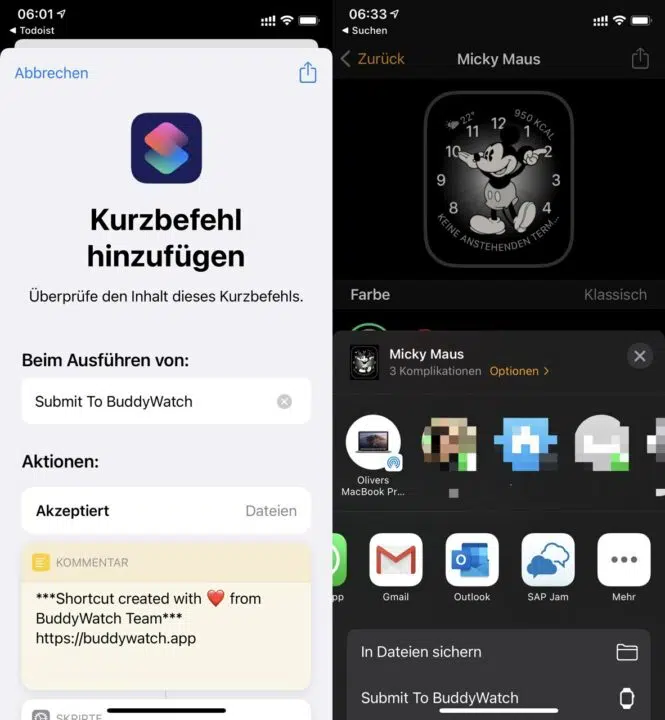 06:01
◀ Todoist
Abbrechen
Kurzbefehl
hinzufügen
Überprüfe den Inhalt dieses Kurzbefehls.
Beim Ausführen von:
Submit To BuddyWatch
Aktionen:
Akzeptiert Dateien
KOMMENTAR
***Shortcut created with ❤️ from
BuddyWatch Team***
https://buddywatch.app
SKRIPTE
06:33
◀ Suchen
Zurück Micky Maus
22°
950 KCAL
11 12 1
10 2
9 3
8 4
KEINE ANSTEHENDEN TERM...
Farbe Klassisch
Micky Maus
3 Komplikationen Optionen >
Olivers
MacBook Pr...
pp Gmail Outlook SAP Jam Mehr
In Dateien sichern
Submit To BuddyWatch